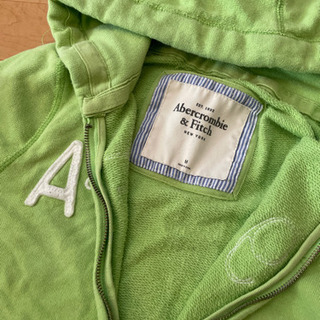 EST. 1892
Abercrombie
& Fitch
NEW YORK
M
A